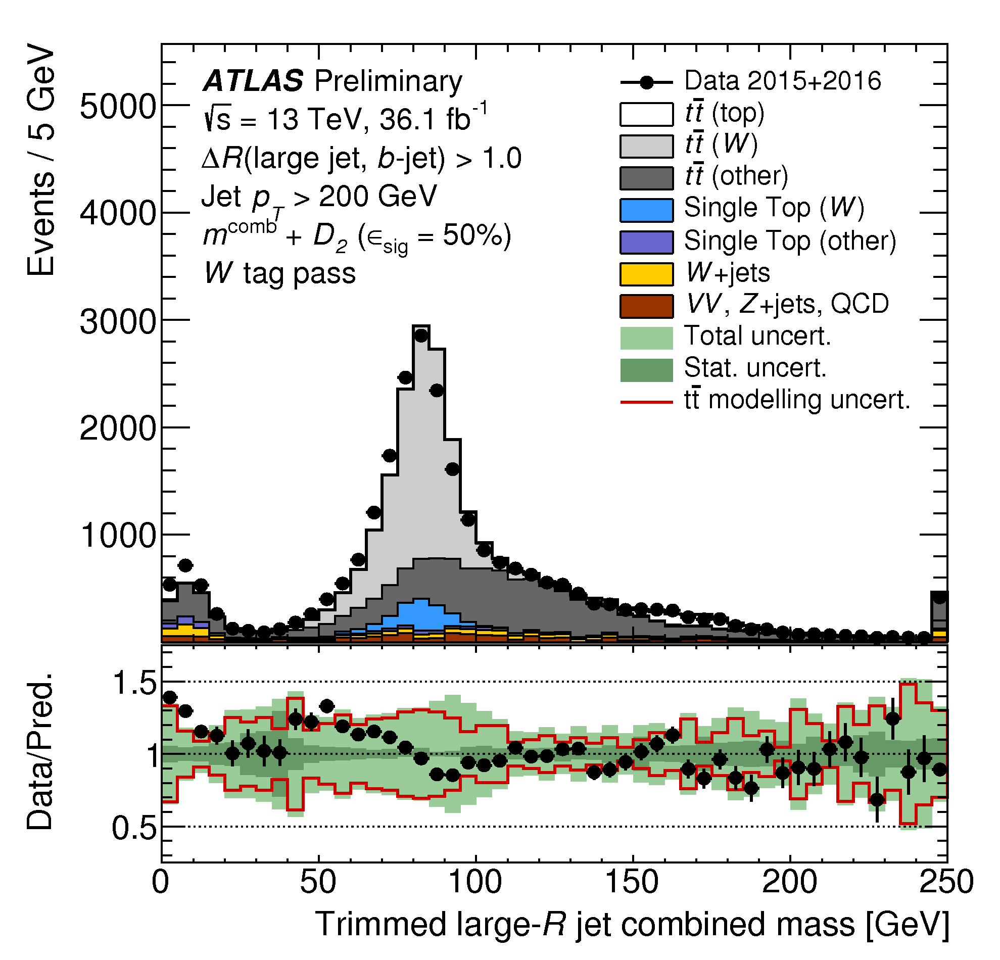 Events / 5 GeV
5000
4000
3000
2000
1000
ATLAS Preliminary
√s = 13 TeV, 36.1 fb⁻¹
ΔR(large jet, b-jet) > 1.0
Jet p_T > 200 GeV
m^comb + D₂ (ϵ_sig = 50%)
W tag pass
Data 2015+2016
tt̄ (top)
tt̄ (W)
tt̄ (other)
Single Top (W)
Single Top (other)
W+jets
VV, Z+jets, QCD
Total uncert.
Stat. uncert.
tt̄ modelling uncert.
Data/Pred.
1.5
1
0.5
0 50 100 150 200 250
Trimmed large-R jet combined mass [GeV]